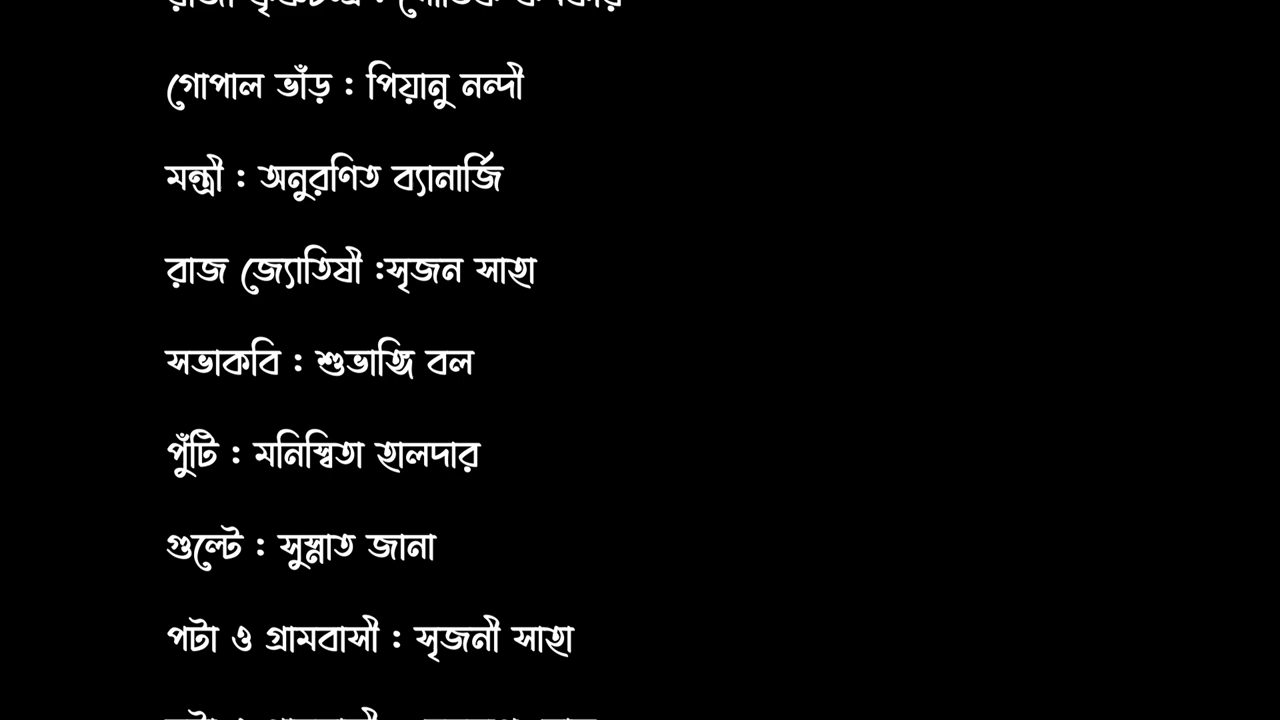 গোপাল ভাঁড় : পিয়ানু নন্দী
মন্ত্রী : অনুরণিত ব্যানার্জি
রাজ জ্যোতিষী :সৃজন সাহা
সভাকবি : শুভাঙ্গি বল
পুঁটি : মনিস্বিতা হালদার
গুল্টে : সুস্নাত জানা
পটা ও গ্রামবাসী : সৃজনী সাহা